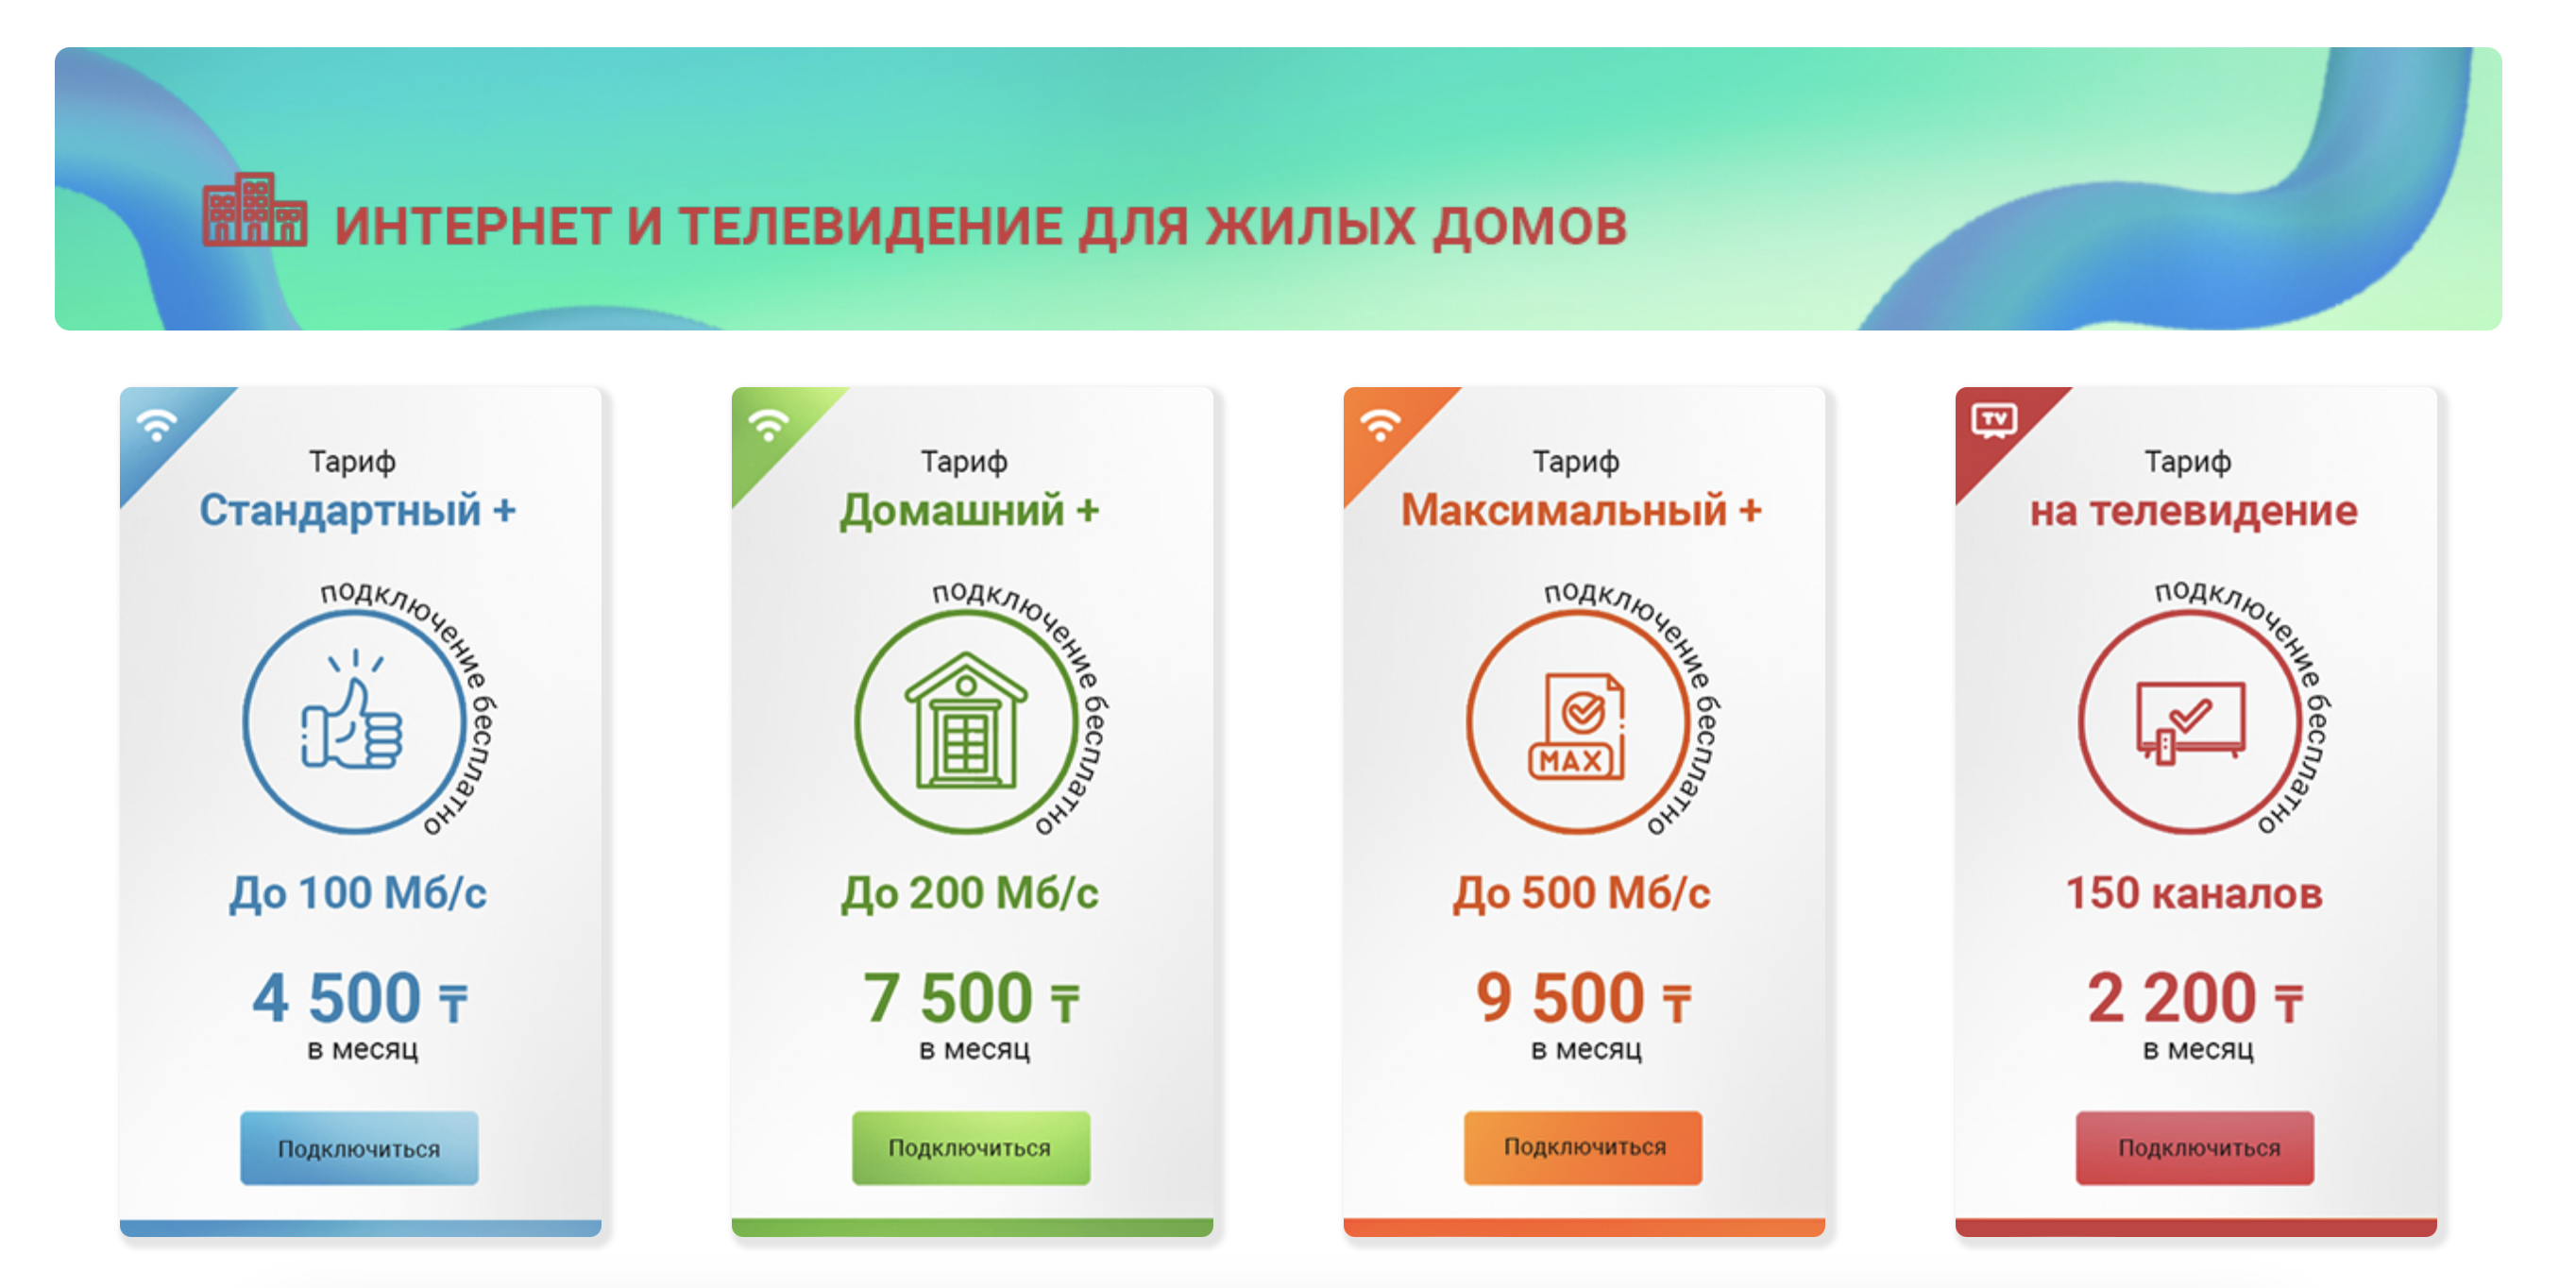 ИНТЕРНЕТ И ТЕЛЕВИДЕНИЕ ДЛЯ ЖИЛЫХ ДОМОВ
Тариф
Стандартный +
подключение бесплатно
До 100 Мб/с
4 500 ₸
в месяц
Подключиться
Тариф
Домашний +
подключение бесплатно
До 200 Мб/с
7 500 ₸
в месяц
Подключиться
Тариф
Максимальный +
подключение бесплатно
MAX
До 500 Мб/с
9 500 ₸
в месяц
Подключиться
TV
Тариф
на телевидение
подключение бесплатно
150 каналов
2 200 ₸
в месяц
Подключиться